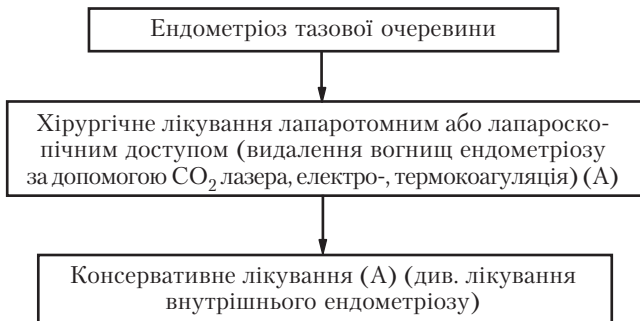 Ендометріоз тазової очеревини
Хірургічне лікування лапаротомним або лапароско-
пічним доступом (видалення вогнищ ендометріозу
за допомогою CO₂ лазера, електро-, термокоагуляція) (А)
Консервативне лікування (А) (див. лікування
внутрішнього ендометріозу)